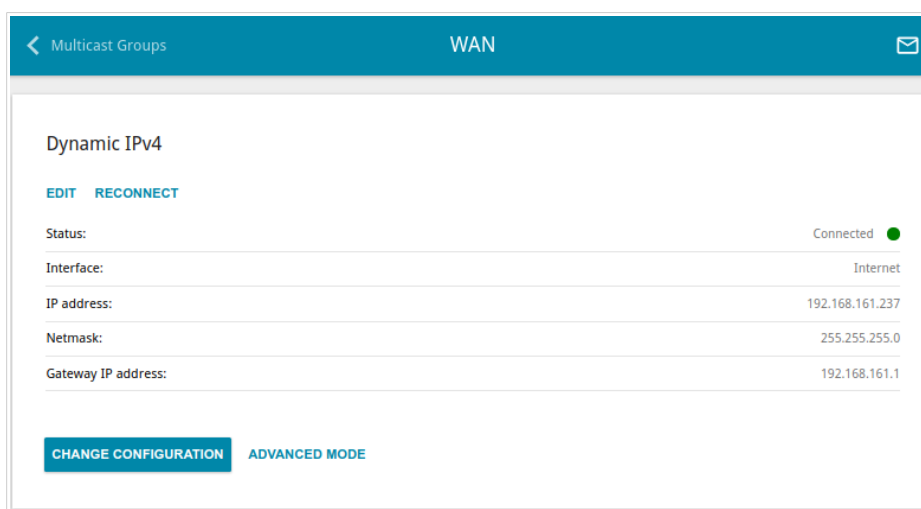 Multicast Groups WAN
Dynamic IPv4
EDIT RECONNECT
Status: Connected
Interface: Internet
IP address: 192.168.161.237
Netmask: 255.255.255.0
Gateway IP address: 192.168.161.1
CHANGE CONFIGURATION ADVANCED MODE